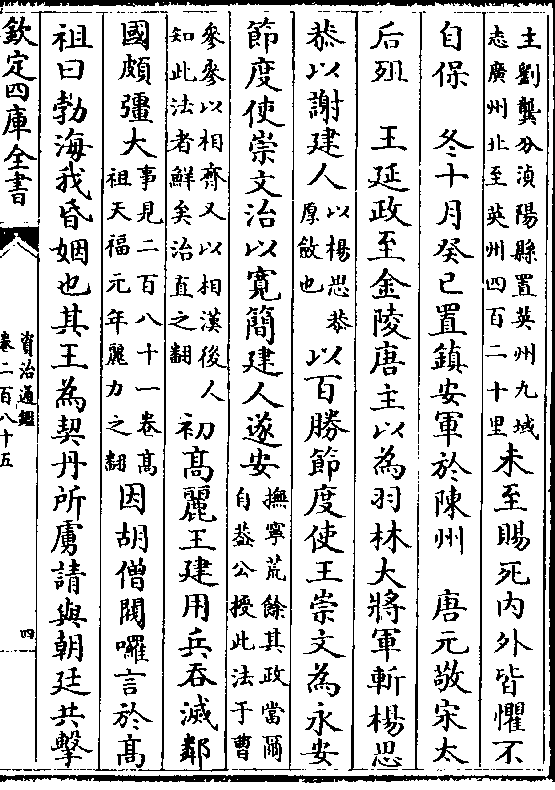 主劉龑分湞陽縣置英州九域
志廣州北至英州四百二十里
未至賜死内外皆懼不
自保　冬十月癸巳置鎮安軍於陳州　唐元敬宋太
后殂　王延政至金陵唐主以為羽林大將軍斬楊思
恭以謝建人
以楊思恭
厚斂也
以百勝節度使王崇文為永安
節度使崇文治以寛簡建人遂安
撫寧荒餘其政當爾
自葢公授此法于曹
參參以相齊又以相漢後人
知此法者鮮矣治直之翻
初髙麗王建用兵吞滅鄰
國頗彊大
事見二百八十一卷髙
祖天福元年麗力之翻
因胡僧閥囉言於髙
祖曰勃海我昏姻也其王為契丹所虜請與朝廷共擊
欽定四庫全書
資治通鑑
卷二百八十五
四